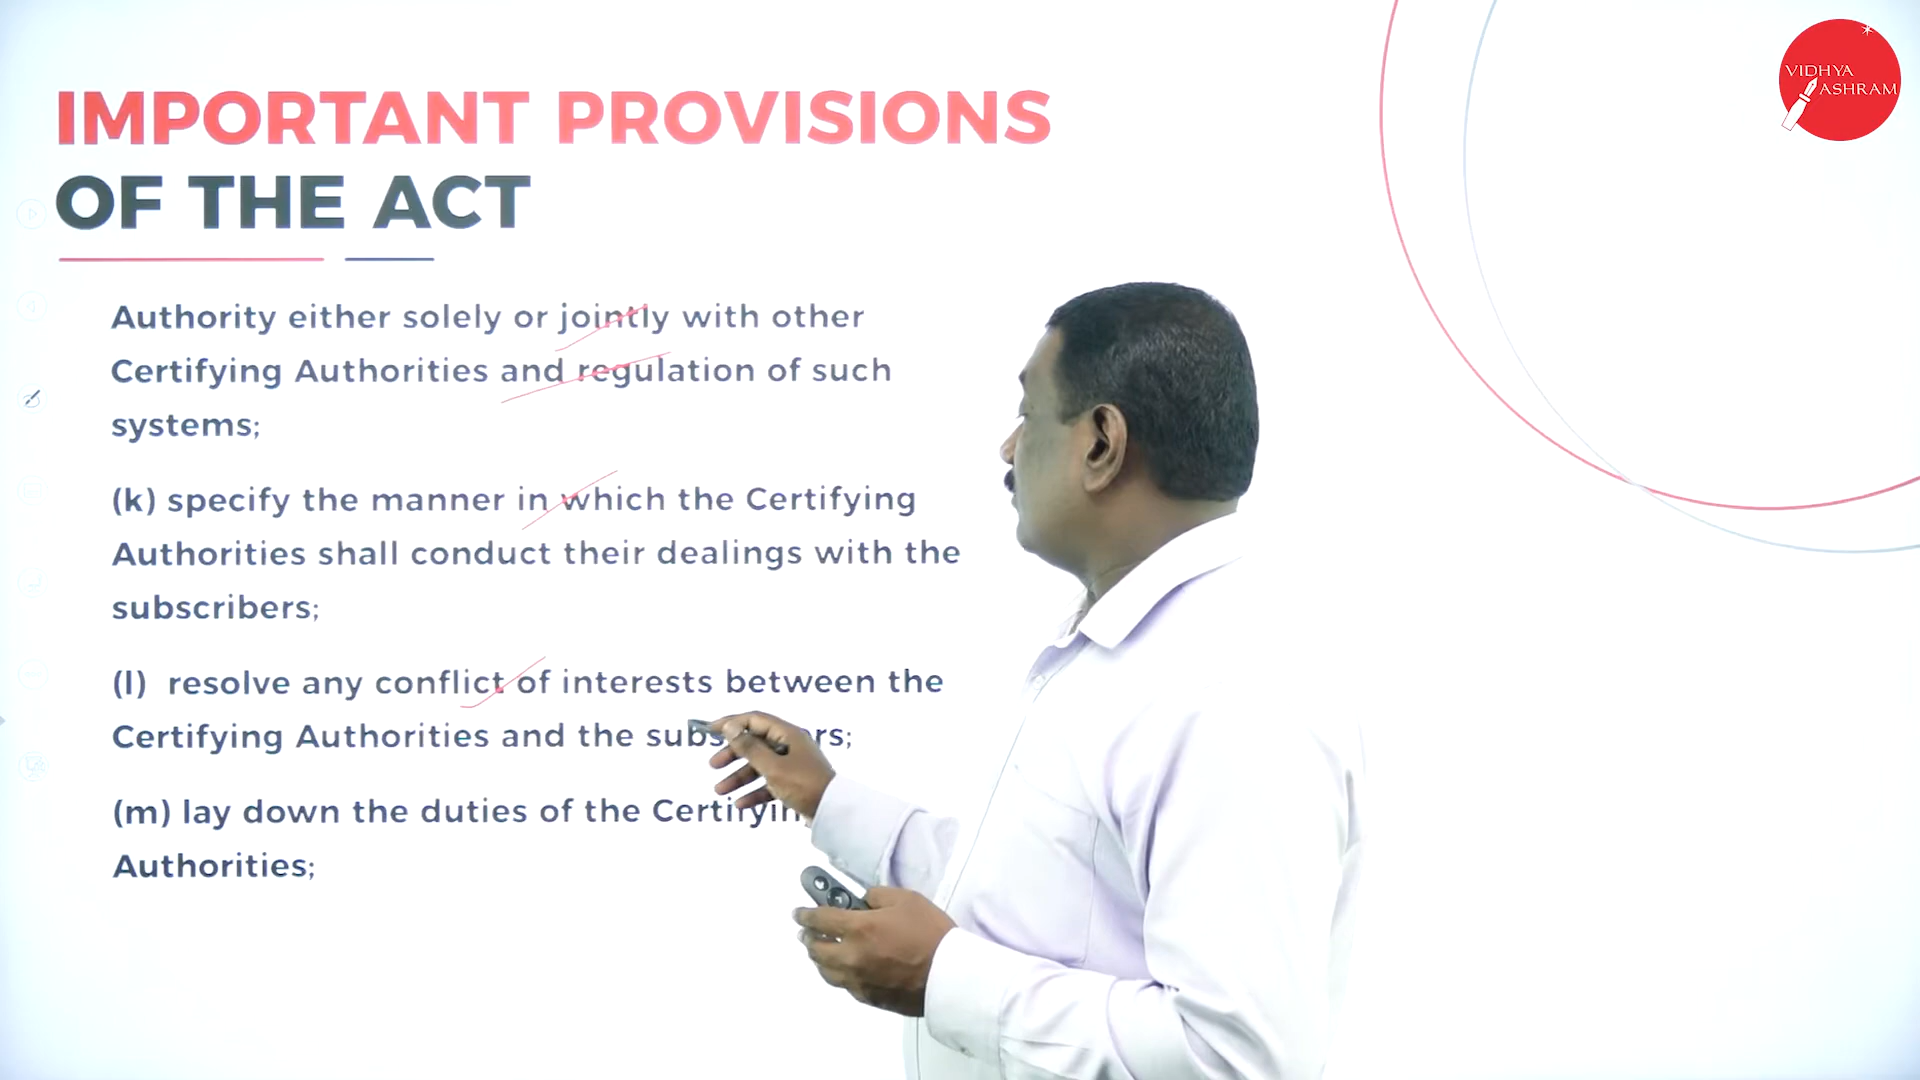 VIDHYA
ASHRAM
IMPORTANT PROVISIONS
OF THE ACT
Authority either solely or jointly with other
Certifying Authorities and regulation of such
systems;
(k) specify the manner in which the Certifying
Authorities shall conduct their dealings with the
subscribers;
(l) resolve any conflict of interests between the
Certifying Authorities and the
(m) lay down the duties of the
Authorities;